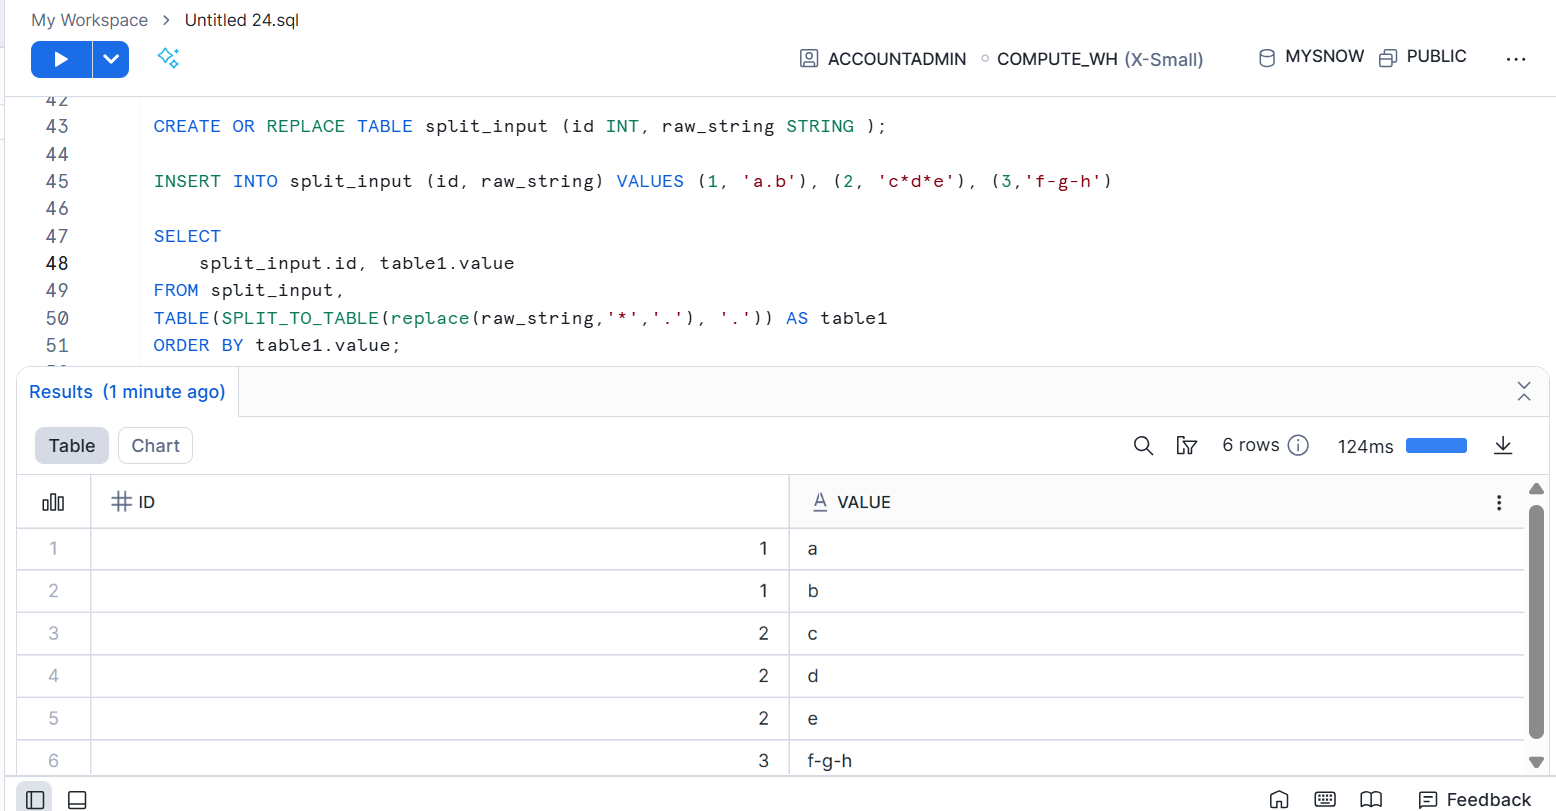 My Workspace > Untitled 24.sql
ACCOUNTADMIN COMPUTE_WH (X-Small) MYSNOW PUBLIC ...
42
43 CREATE OR REPLACE TABLE split_input (id INT, raw_string STRING );
44
45 INSERT INTO split_input (id, raw_string) VALUES (1, 'a.b'), (2, 'c*d*e'), (3,'f-g-h')
46
47 SELECT
48 split_input.id, table1.value
49 FROM split_input,
50 TABLE(SPLIT_TO_TABLE(replace(raw_string,'*','.'), '.')) AS table1
51 ORDER BY table1.value;
Results (1 minute ago)
Table Chart 6 rows 124ms
# ID A VALUE
1 1 a
2 1 b
3 2 c
4 2 d
5 2 e
6 3 f-g-h
Feedback